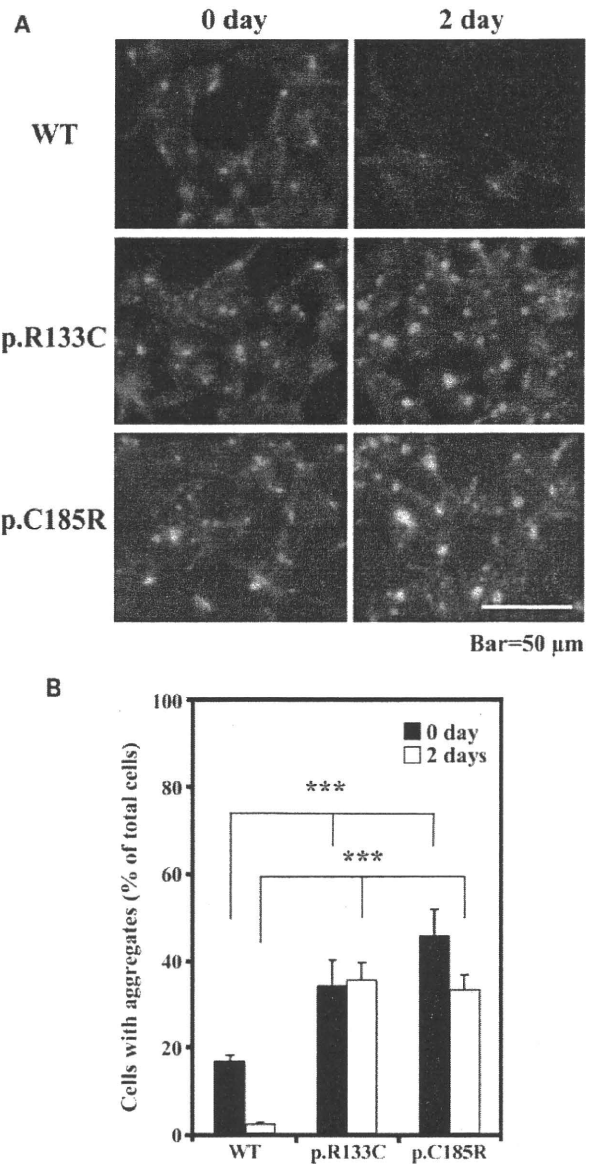 A
0 day
2 day
WT
p.R133C
p.C185R
Bar=50 µm
B
Cells with aggregates (% of total cells)
100
80
60
40
20
0
0 day
2 days
***
***
WT
p.R133C
p.C185R